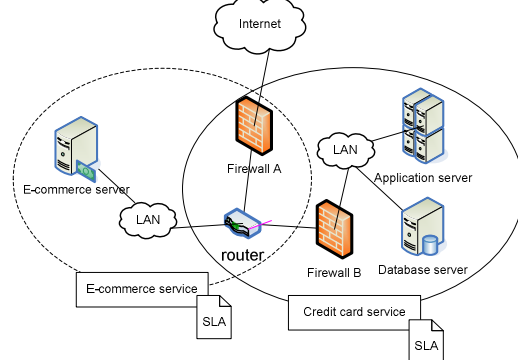 Internet
Firewall A
LAN
Application server
E-commerce server
LAN
router
Firewall B
Database server
E-commerce service
SLA
Credit card service
SLA